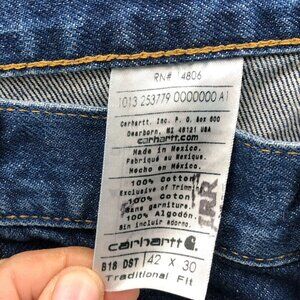 RN# 4806
1013 253779 0000000 A1
Carhartt, Inc. P. O. Box 600
Dearborn, MI 48121 USA
carhartt.com
Made in Mexico.
Fabriqué au Mexique.
Hecho en México.
100% Cotton
Exclusive of Trim
100% coton
Sans garniture.
100% Algodón.
Sin incluir adorno.
IRR
carhartt
B18 DST 42 x 30
Traditional Fit